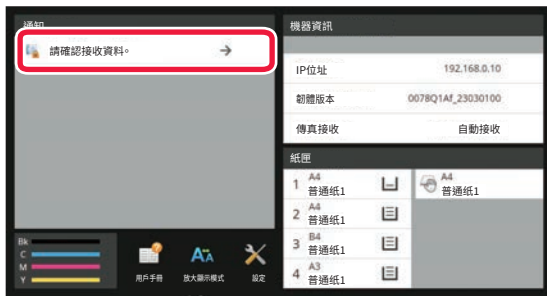 通知
請確認接收資料。
Bk
C
M
Y
用戶手冊
放大顯示模式
設定
機器資訊
IP位址 192.168.0.10
韌體版本 0078Q1Af_23030100
傳真接收 自動接收
紙匣
1 A4
普通紙1
A4
普通紙1
2 A4
普通紙1
3 B4
普通紙1
4 A3
普通紙1